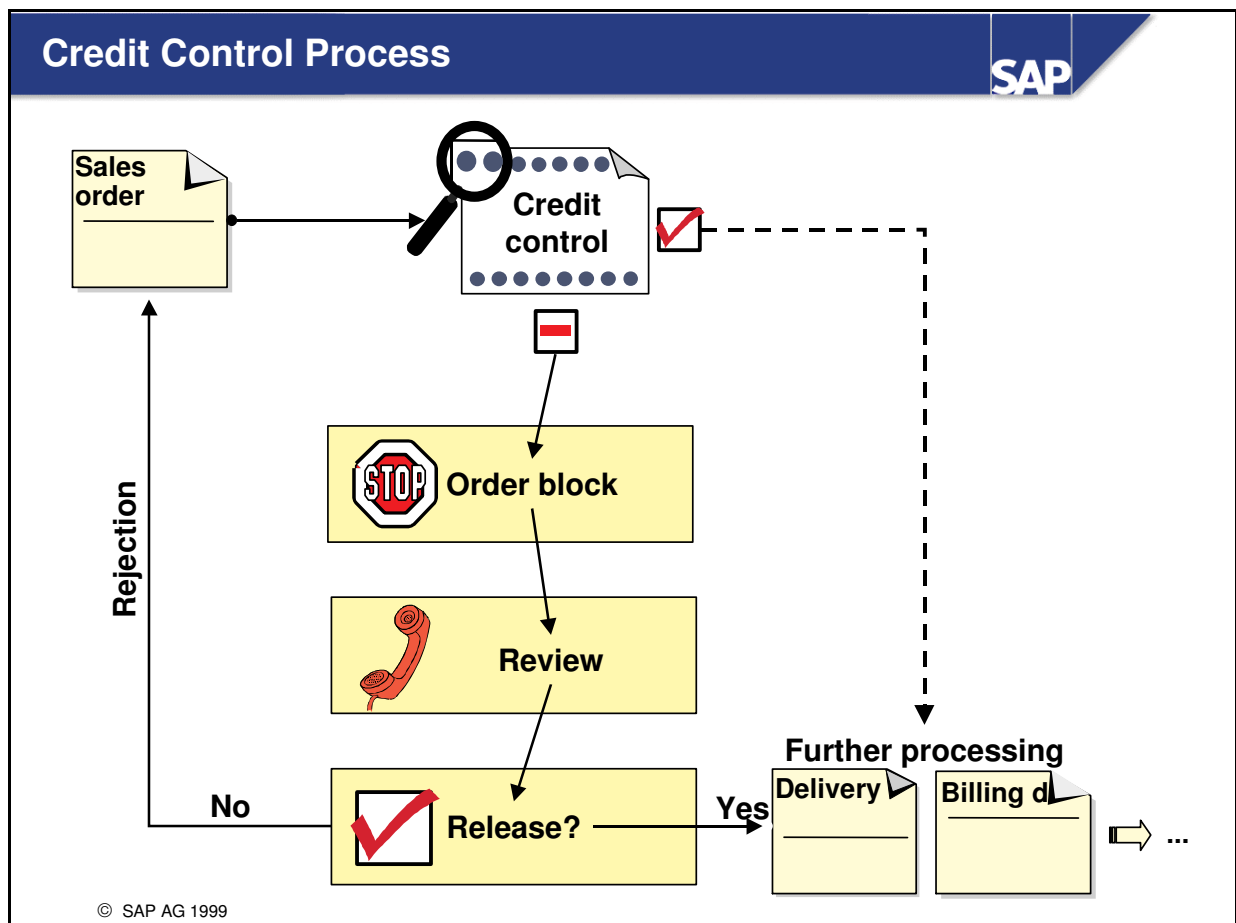 Credit Control Process
SAP
Sales
order
Credit
control
STOP
Order block
Rejection
Review
Further processing
Delivery
Billing d
No
Release?
Yes
...
© SAP AG 1999